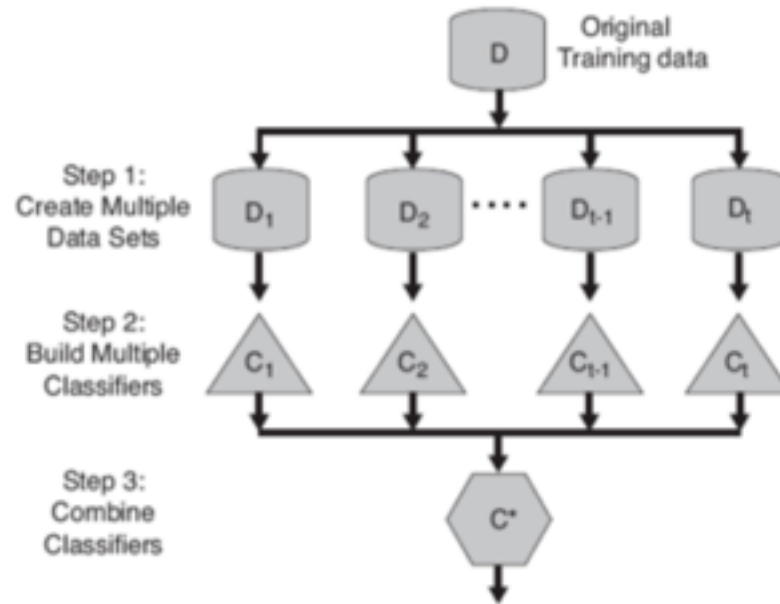 D
Original
Training data
Step 1:
Create Multiple
Data Sets
D₁
D₂
....
Dₜ₋₁
Dₜ
Step 2:
Build Multiple
Classifiers
C₁
C₂
Cₜ₋₁
Cₜ
Step 3:
Combine
Classifiers
C*